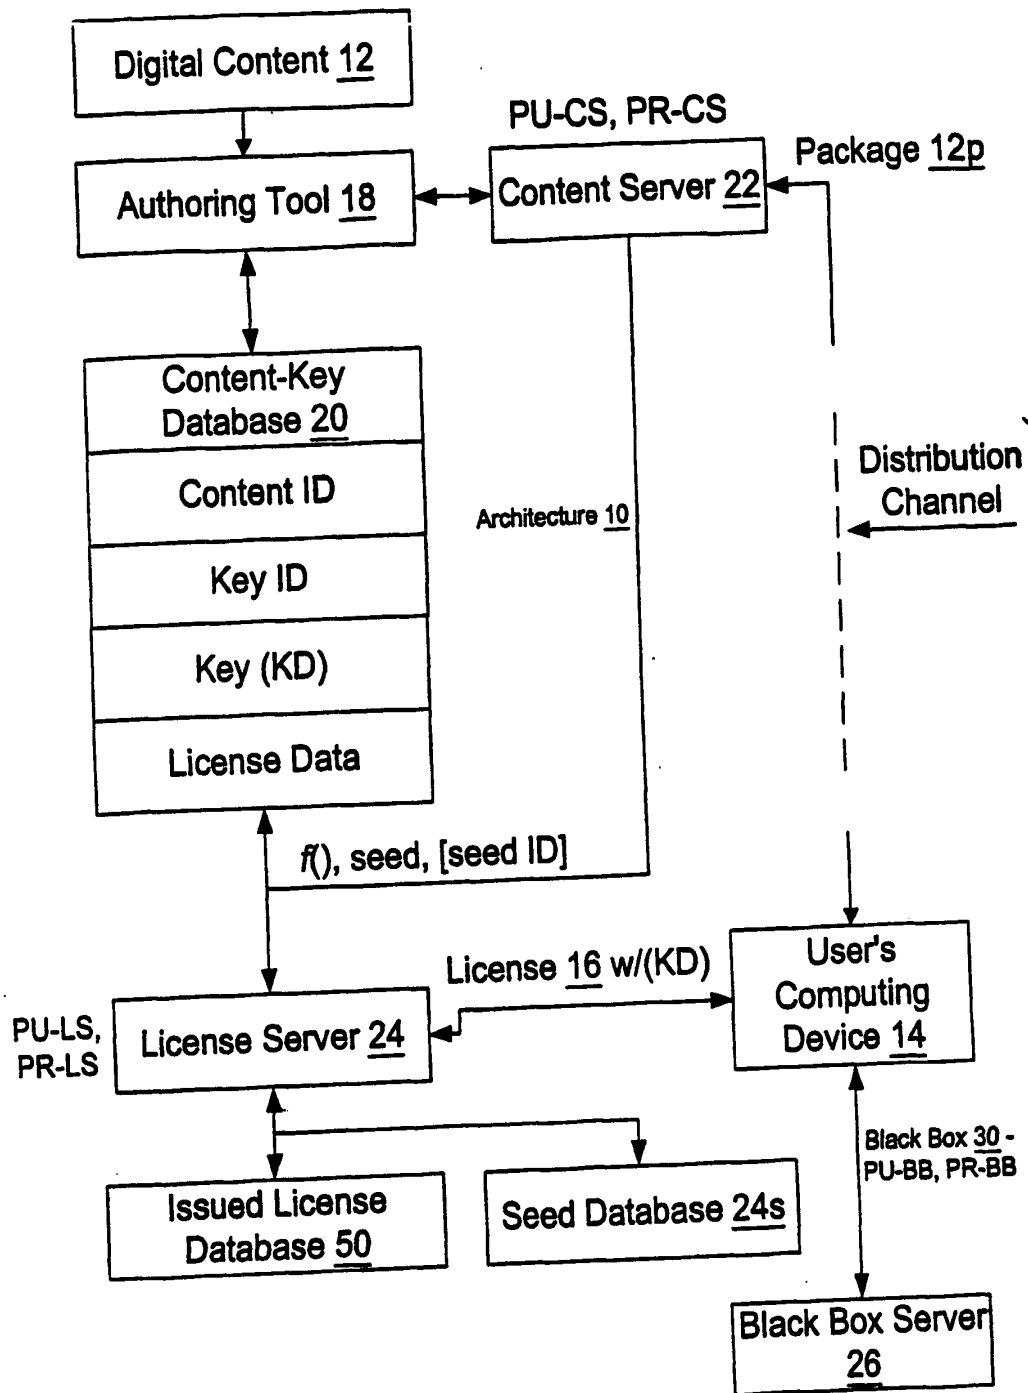 Digital Content 12
PU-CS, PR-CS
Package 12p
Authoring Tool 18
Content Server 22
Content-Key
Database 20
Content ID
Key ID
Key (KD)
License Data
Architecture 10
Distribution
Channel
f(), seed, [seed ID]
License 16 w/(KD)
User's
Computing
Device 14
PU-LS,
PR-LS
License Server 24
Black Box 30 -
PU-BB, PR-BB
Issued License
Database 50
Seed Database 24s
Black Box Server
26